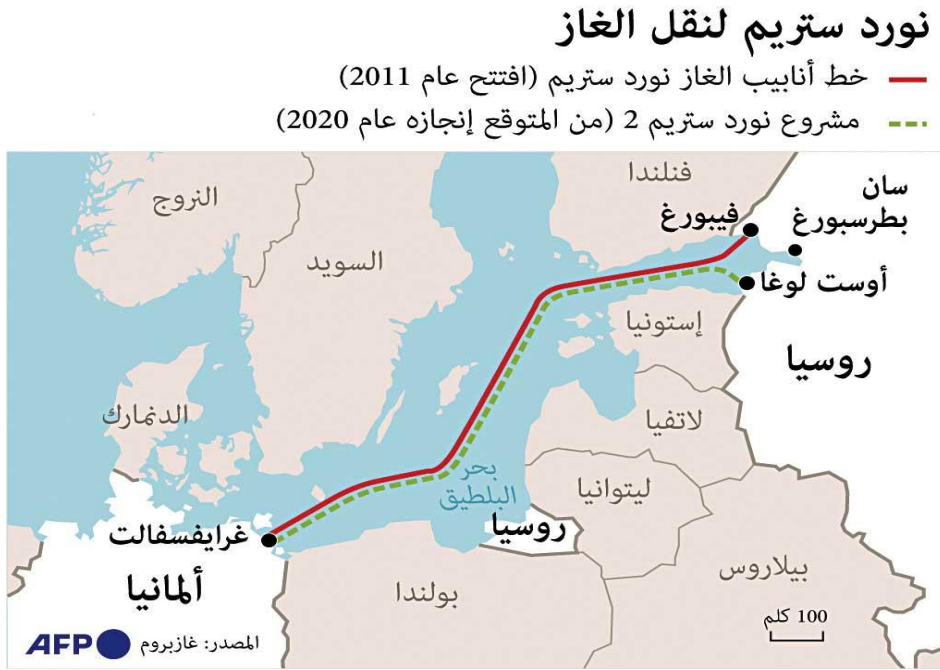 نورد ستريم لنقل الغاز
خط أنابيب الغاز نورد ستريم (افتتح عام 2011)
مشروع نورد ستريم 2 (من المتوقع إنجازه عام 2020)
فنلندا
سان
بطرسبورغ
النروج
فيبورغ
السويد
أوست لوغا
إستونيا
روسيا
الدنمارك
لاتفيا
بحر
البلطيق
ليتوانيا
روسيا
غرايفسفالت
بيلاروس
ألمانيا
بولندا
100 كلم
المصدر: غازبروم
AFP